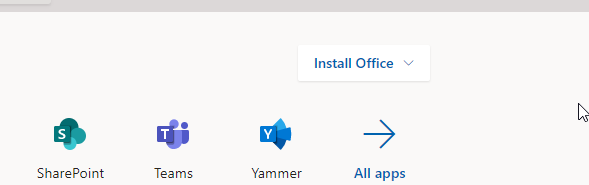 Install Office
S T Y
SharePoint Teams Yammer All apps